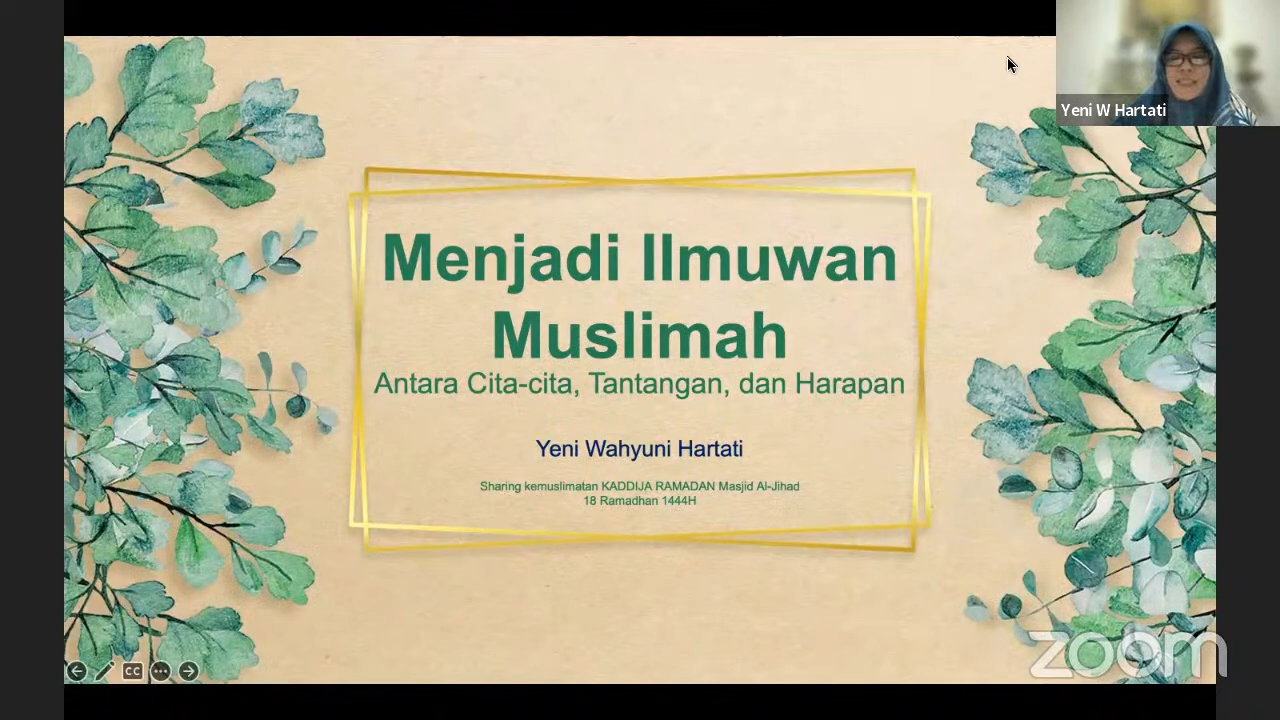 Yeni W Hartati
Menjadi Ilmuwan
Muslimah
Antara Cita-cita, Tantangan, dan Harapan
Yeni Wahyuni Hartati
Sharing kemuslimatan KADDIJA RAMADAN Masjid Al-Jihad
18 Ramadhan 1444H
CC
zoom